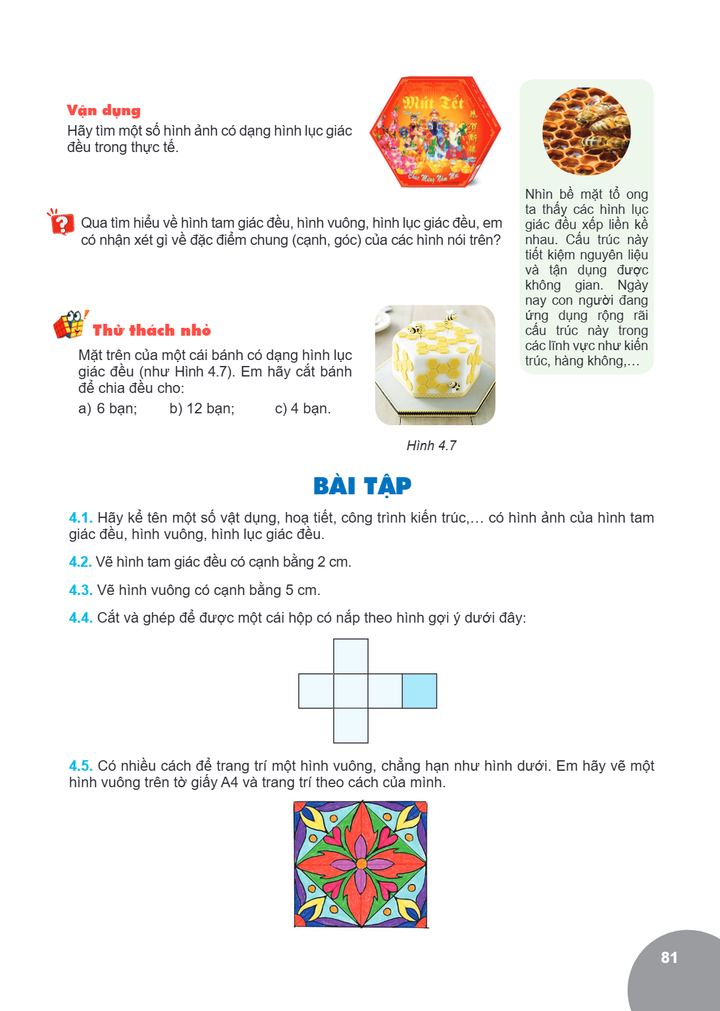 Vận dụng
Hãy tìm một số hình ảnh có dạng hình lục giác
đều trong thực tế.
Mứt Tết
Chúc Mừng Năm Mới
Nhìn bề mặt tổ ong
ta thấy các hình lục
giác đều xếp liền kề
nhau. Cấu trúc này
tiết kiệm nguyên liệu
và tận dụng được
không gian. Ngày
nay con người đang
ứng dụng rộng rãi
cấu trúc này trong
các lĩnh vực như kiến
trúc, hàng không,...
?
Qua tìm hiểu về hình tam giác đều, hình vuông, hình lục giác đều, em
có nhận xét gì về đặc điểm chung (cạnh, góc) của các hình nói trên?
Thử thách nhỏ
Mặt trên của một cái bánh có dạng hình lục
giác đều (như Hình 4.7). Em hãy cắt bánh
để chia đều cho:
a) 6 bạn; b) 12 bạn; c) 4 bạn.
Hình 4.7
BÀI TẬP
4.1. Hãy kể tên một số vật dụng, hoạ tiết, công trình kiến trúc,... có hình ảnh của hình tam
giác đều, hình vuông, hình lục giác đều.
4.2. Vẽ hình tam giác đều có cạnh bằng 2 cm.
4.3. Vẽ hình vuông có cạnh bằng 5 cm.
4.4. Cắt và ghép để được một cái hộp có nắp theo hình gợi ý dưới đây:
4.5. Có nhiều cách để trang trí một hình vuông, chẳng hạn như hình dưới. Em hãy vẽ một
hình vuông trên tờ giấy A4 và trang trí theo cách của mình.
81